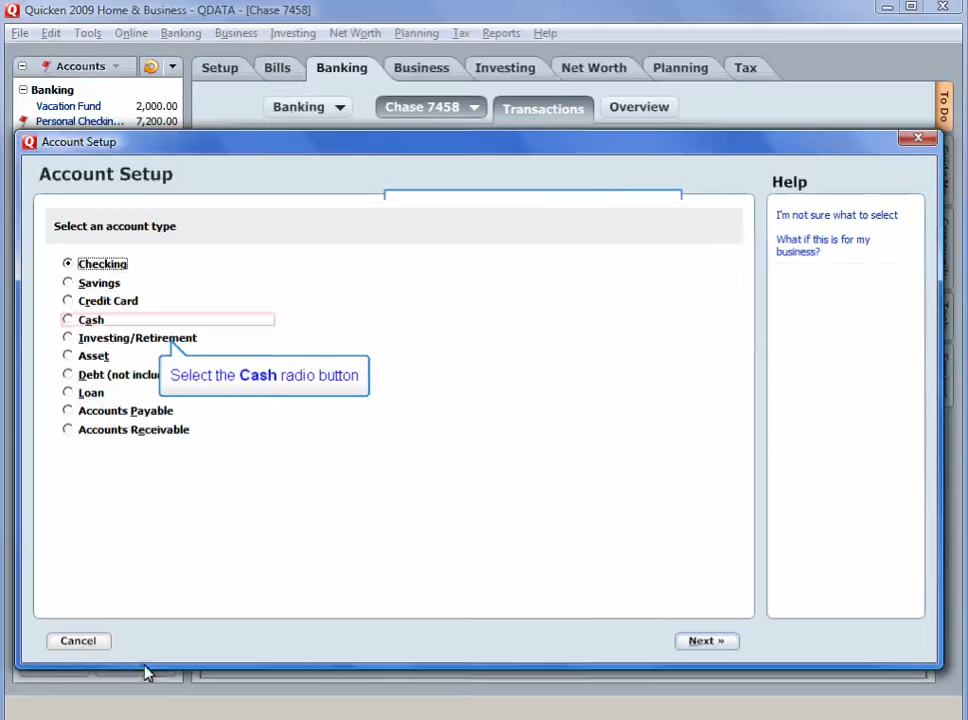 Quicken 2009 Home & Business - QDATA - [Chase 7458]
File Edit Tools Online Banking Business Investing Net Worth Planning Tax Reports Help
Accounts Setup Bills Banking Business Investing Net Worth Planning Tax
Banking
Vacation Fund 2,000.00
Personal Checkin... 7,200.00
Banking Chase 7458 Transactions Overview
To Do
Account Setup
Account Setup
Select an account type
Checking
Savings
Credit Card
Cash
Investing/Retirement
Asset
Debt (not inclu
Loan
Accounts Payable
Accounts Receivable
Select the Cash radio button
Help
I'm not sure what to select
What if this is for my
business?
Cancel
Next »